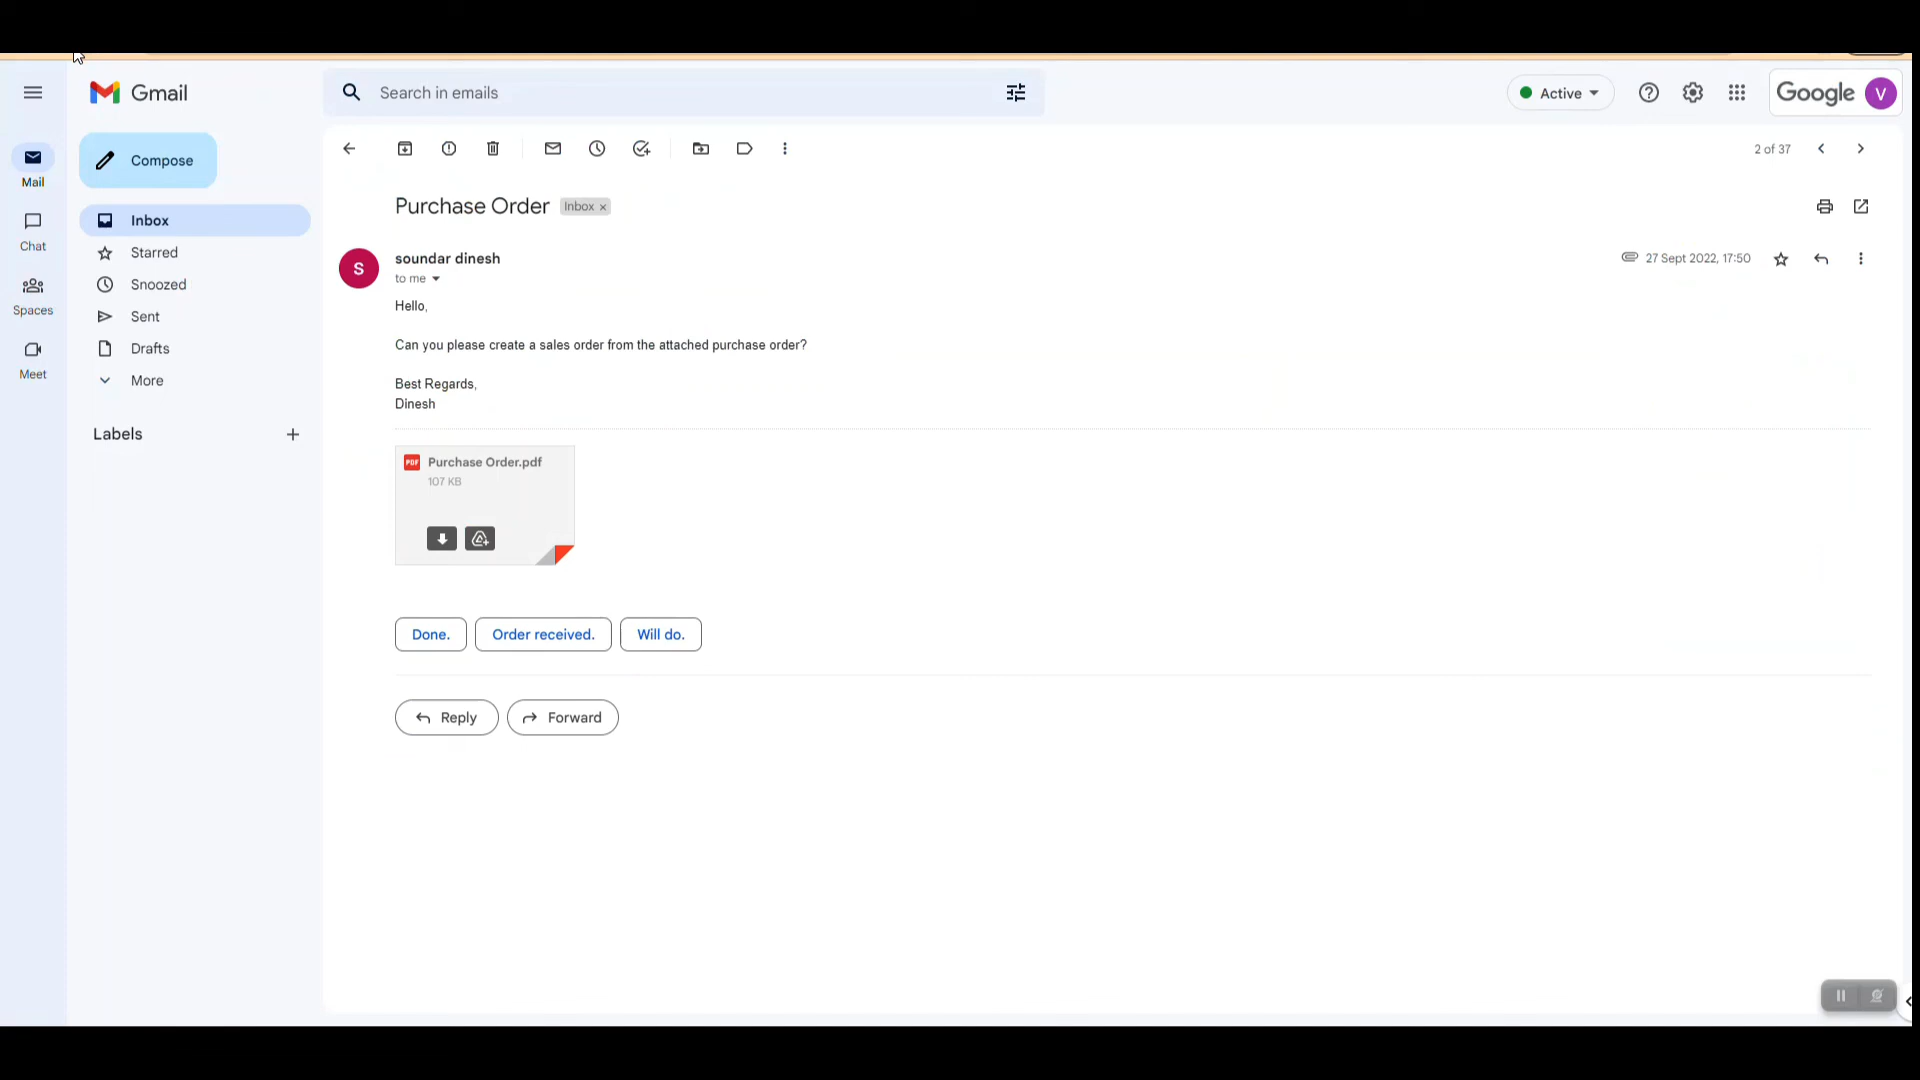 Gmail
Search in emails
Active
Google
V
Compose
Mail
Chat
Spaces
Meet
Inbox
Starred
Snoozed
Sent
Drafts
More
Labels
2 of 37
Purchase Order
Inbox ×
S
soundar dinesh
27 Sept 2022, 17:50
to me
Hello,
Can you please create a sales order from the attached purchase order?
Best Regards,
Dinesh
PDF
Purchase Order.pdf
107 KB
Done.
Order received.
Will do.
Reply
Forward